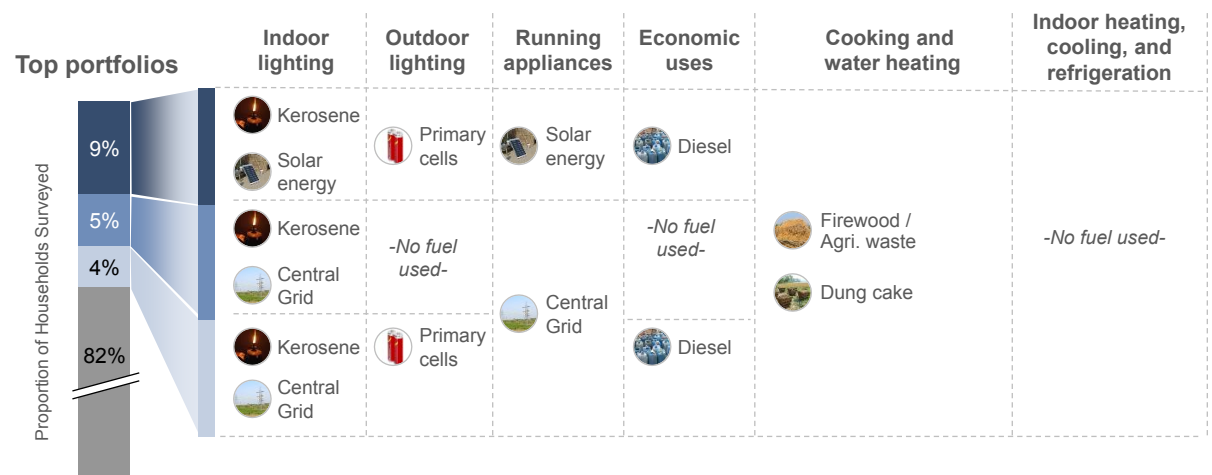 Top portfolios
Indoor
lighting
Outdoor
lighting
Running
appliances
Economic
uses
Cooking and
water heating
Indoor heating,
cooling, and
refrigeration
Proportion of Households Surveyed
9%
5%
4%
82%
Kerosene
Solar
energy
Primary
cells
Solar
energy
Diesel
Kerosene
Central
Grid
-No fuel
used-
-No fuel
used-
Kerosene
Central
Grid
Primary
cells
Central
Grid
Diesel
Firewood /
Agri. waste
Dung cake
-No fuel used-